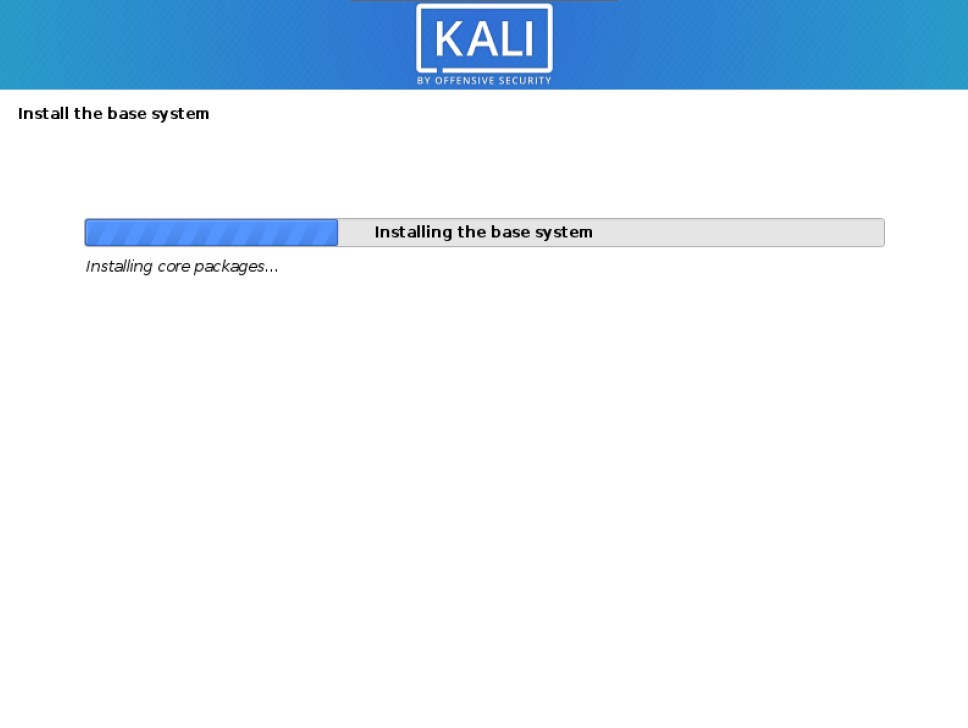 KALI
BY OFFENSIVE SECURITY
Install the base system
Installing the base system
Installing core packages...